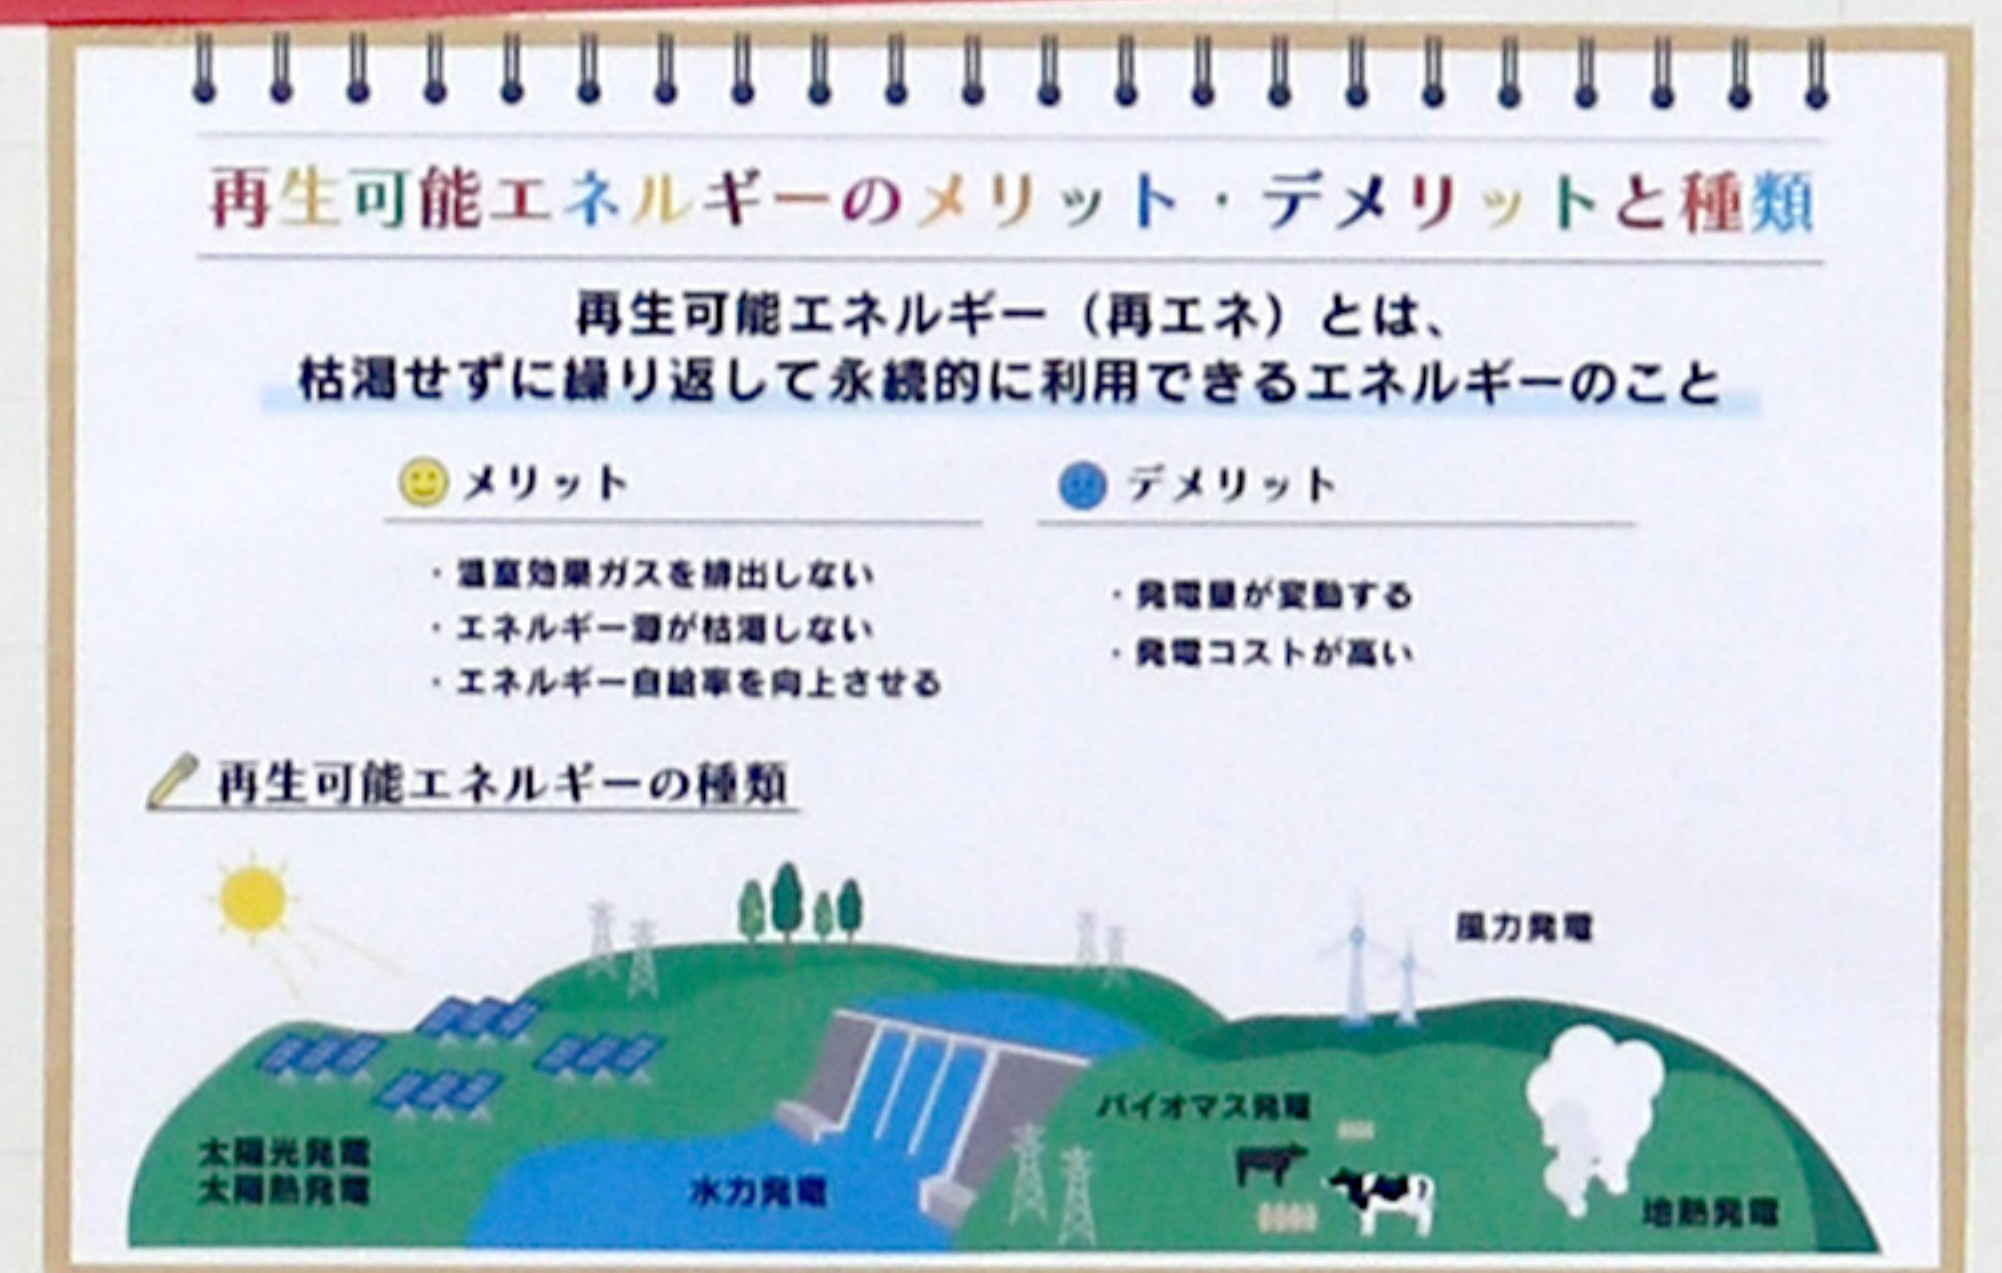 再生可能エネルギーのメリット・デメリットと種類
再生可能エネルギー（再エネ）とは、
枯渇せずに繰り返して永続的に利用できるエネルギーのこと
メリット
・温室効果ガスを排出しない
・エネルギー源が枯渇しない
・エネルギー自給率を向上させる
デメリット
・発電量が変動する
・発電コストが高い
再生可能エネルギーの種類
風力発電
バイオマス発電
太陽光発電
太陽熱発電
水力発電
地熱発電